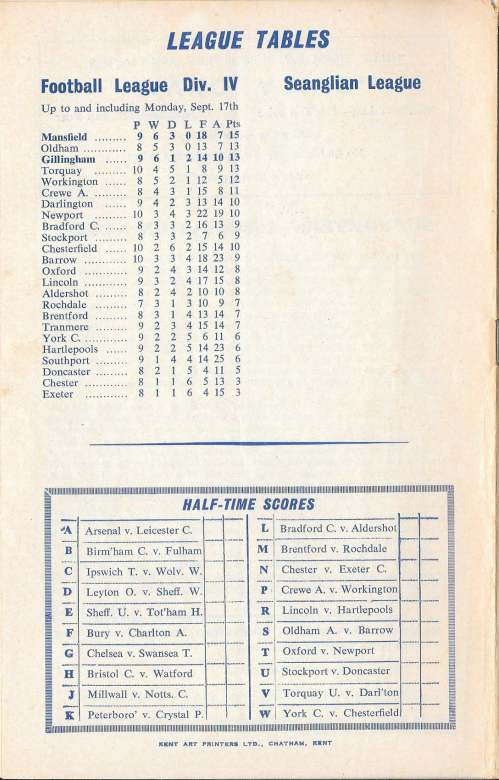 LEAGUE TABLES
Football League Div. IV
Up to and including Monday, Sept. 17th
P W D L F A Pts
Mansfield ......... 9 6 3 0 18 7 15
Oldham ............ 8 5 3 0 13 7 13
Gillingham ...... 9 6 1 2 14 10 13
Torquay ......... 10 4 5 1 8 9 13
Workington ...... 8 5 2 1 12 5 12
Crewe A. ......... 8 4 3 1 15 8 11
Darlington ...... 9 4 2 3 13 14 10
Newport ......... 10 3 4 3 22 19 10
Bradford C. ...... 8 3 3 2 16 13 9
Stockport ......... 8 3 3 2 7 6 9
Chesterfield ...... 10 2 6 2 15 14 10
Barrow ............ 10 3 3 4 18 23 9
Oxford ............ 9 2 4 3 14 12 8
Lincoln ............ 9 3 2 4 17 15 8
Aldershot ......... 8 2 4 2 10 10 8
Rochdale ......... 7 3 1 3 10 9 7
Brentford ......... 8 3 1 4 13 14 7
Tranmere ......... 9 2 3 4 15 14 7
York C. ............ 9 2 2 5 6 11 6
Hartlepools ...... 9 2 2 5 14 23 6
Southport ......... 9 1 4 4 14 25 6
Doncaster ......... 8 2 1 5 4 11 5
Chester ............ 8 1 1 6 5 13 3
Exeter ............ 8 1 1 6 4 15 3
Seanglian League
HALF-TIME SCORES
A Arsenal v. Leicester C.
B Birm'ham C. v. Fulham
C Ipswich T. v. Wolv. W.
D Leyton O. v. Sheff. W.
E Sheff. U. v. Tot'ham H.
F Bury v. Charlton A.
G Chelsea v. Swansea T.
H Bristol C. v. Watford
J Millwall v. Notts. C.
K Peterboro' v. Crystal P.
L Bradford C. v. Aldershot
M Brentford v. Rochdale
N Chester v. Exeter C.
P Crewe A. v. Workington
R Lincoln v. Hartlepools
S Oldham A. v. Barrow
T Oxford v. Newport
U Stockport v. Doncaster
V Torquay U. v. Darl'ton
W York C. v. Chesterfield
KENT ART PRINTERS LTD., CHATHAM, KENT